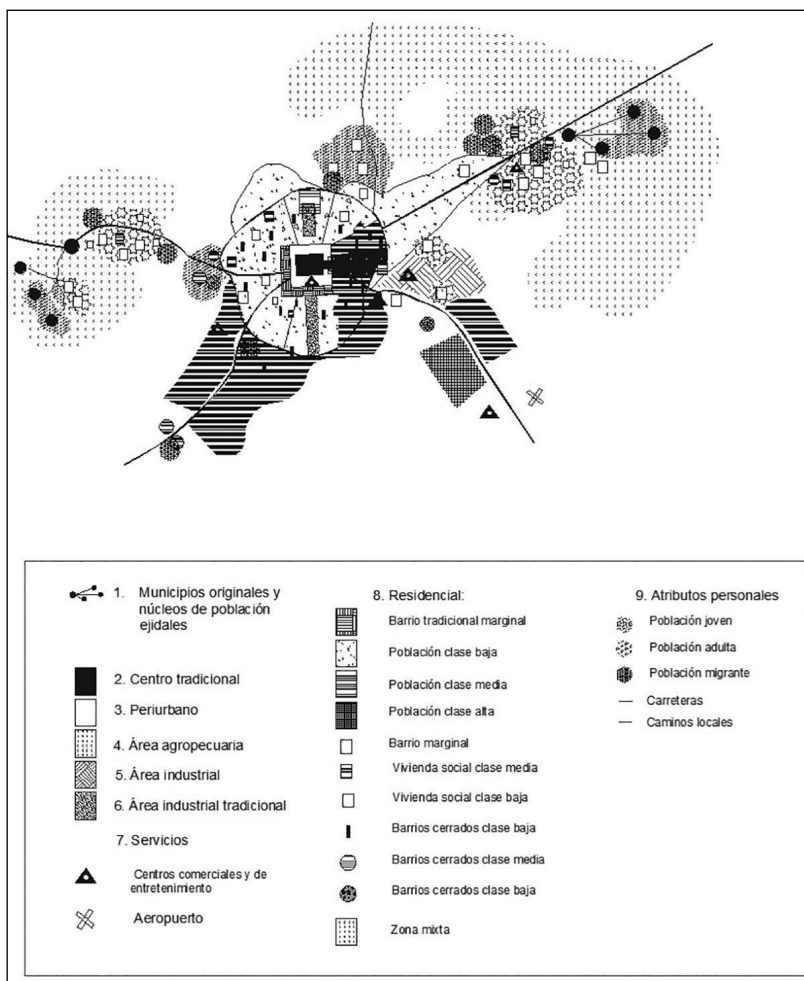 1. Municipios originales y
núcleos de población
ejidales
2. Centro tradicional
3. Periurbano
4. Área agropecuaria
5. Área industrial
6. Área industrial tradicional
7. Servicios
Centros comerciales y de
entretenimiento
Aeropuerto
8. Residencial:
Barrio tradicional marginal
Población clase baja
Población clase media
Población clase alta
Barrio marginal
Vivienda social clase media
Vivienda social clase baja
Barrios cerrados clase baja
Barrios cerrados clase media
Barrios cerrados clase baja
Zona mixta
9. Atributos personales
Población joven
Población adulta
Población migrante
Carreteras
Caminos locales